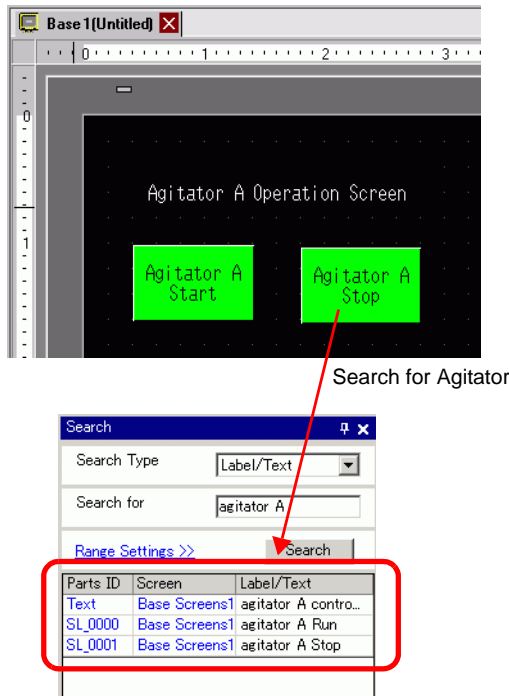 Base 1(Untitled)
0 1 2 3
0
1
Agitator A Operation Screen
Agitator A
Start
Agitator A
Stop
Search for Agitator
Search
Search Type Label/Text
Search for agitator A
Range Settings >> Search
Parts ID Screen Label/Text
Text Base Screens1 agitator A contro...
SL_0000 Base Screens1 agitator A Run
SL_0001 Base Screens1 agitator A Stop